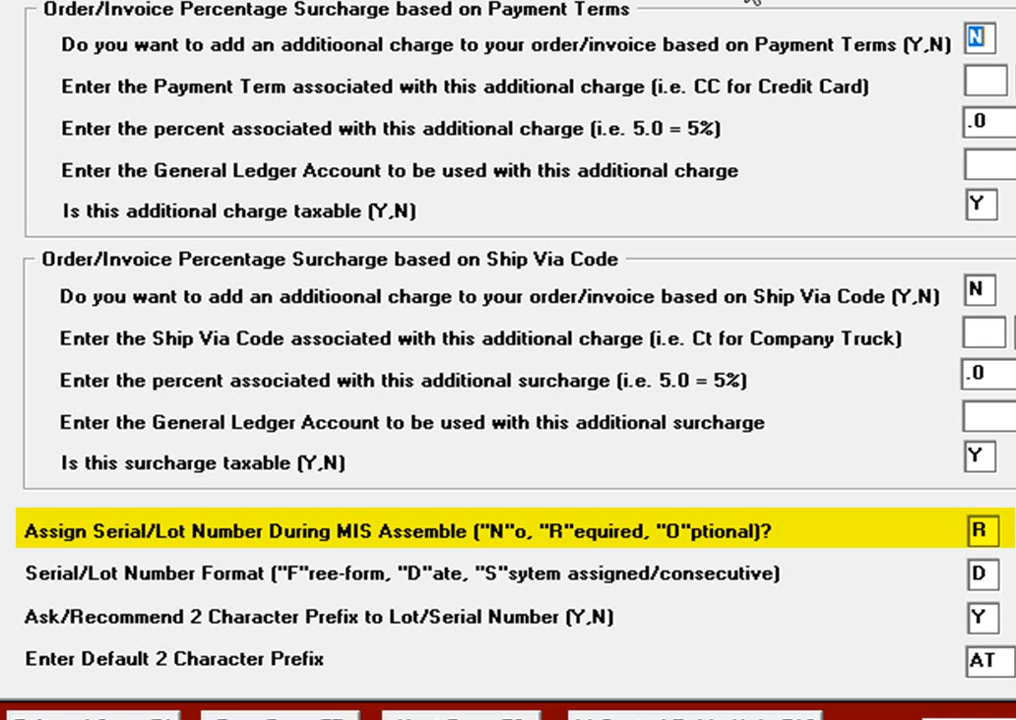 Order/Invoice Percentage Surcharge based on Payment Terms
Do you want to add an additioonal charge to your order/invoice based on Payment Terms (Y,N) N
Enter the Payment Term associated with this additional charge (i.e. CC for Credit Card)
Enter the percent associated with this additional charge (i.e. 5.0 = 5%) .0
Enter the General Ledger Account to be used with this additional charge
Is this additional charge taxable (Y,N) Y
Order/Invoice Percentage Surcharge based on Ship Via Code
Do you want to add an additioonal charge to your order/invoice based on Ship Via Code (Y,N) N
Enter the Ship Via Code associated with this additional charge (i.e. Ct for Company Truck)
Enter the percent associated with this additional surcharge (i.e. 5.0 = 5%) .0
Enter the General Ledger Account to be used with this additional surcharge
Is this surcharge taxable (Y,N) Y
Assign Serial/Lot Number During MIS Assemble ("N"o, "R"equired, "O"ptional)? R
Serial/Lot Number Format ("F"ree-form, "D"ate, "S"sytem assigned/consecutive) D
Ask/Recommend 2 Character Prefix to Lot/Serial Number (Y,N) Y
Enter Default 2 Character Prefix AT